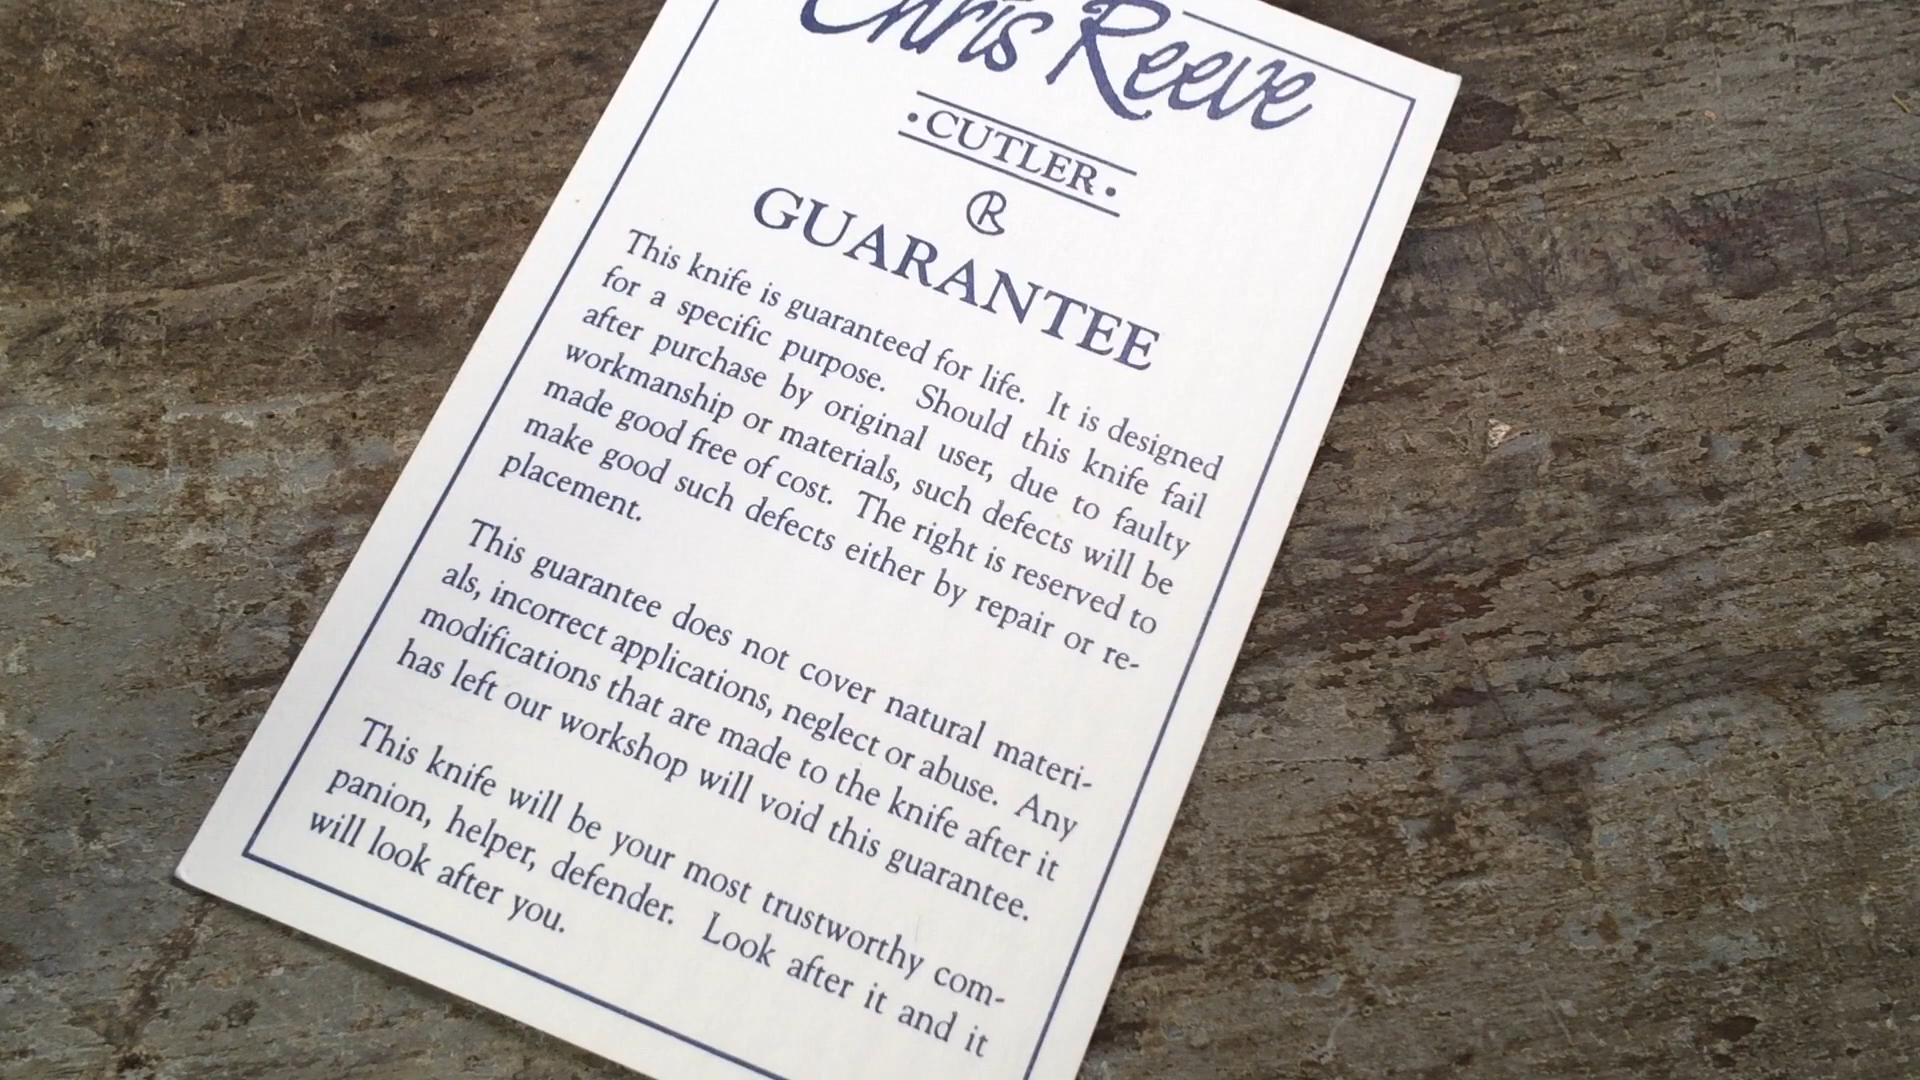 Chris Reeve
• CUTLER •
CR
GUARANTEE
This knife is guaranteed for life. It is designed
for a specific purpose. Should this knife fail
after purchase by original user, due to faulty
workmanship or materials, such defects will be
made good free of cost. The right is reserved to
make good such defects either by repair or re-
placement.
This guarantee does not cover natural materi-
als, incorrect applications, neglect or abuse. Any
modifications that are made to the knife after it
has left our workshop will void this guarantee.
This knife will be your most trustworthy com-
panion, helper, defender. Look after it and it
will look after you.